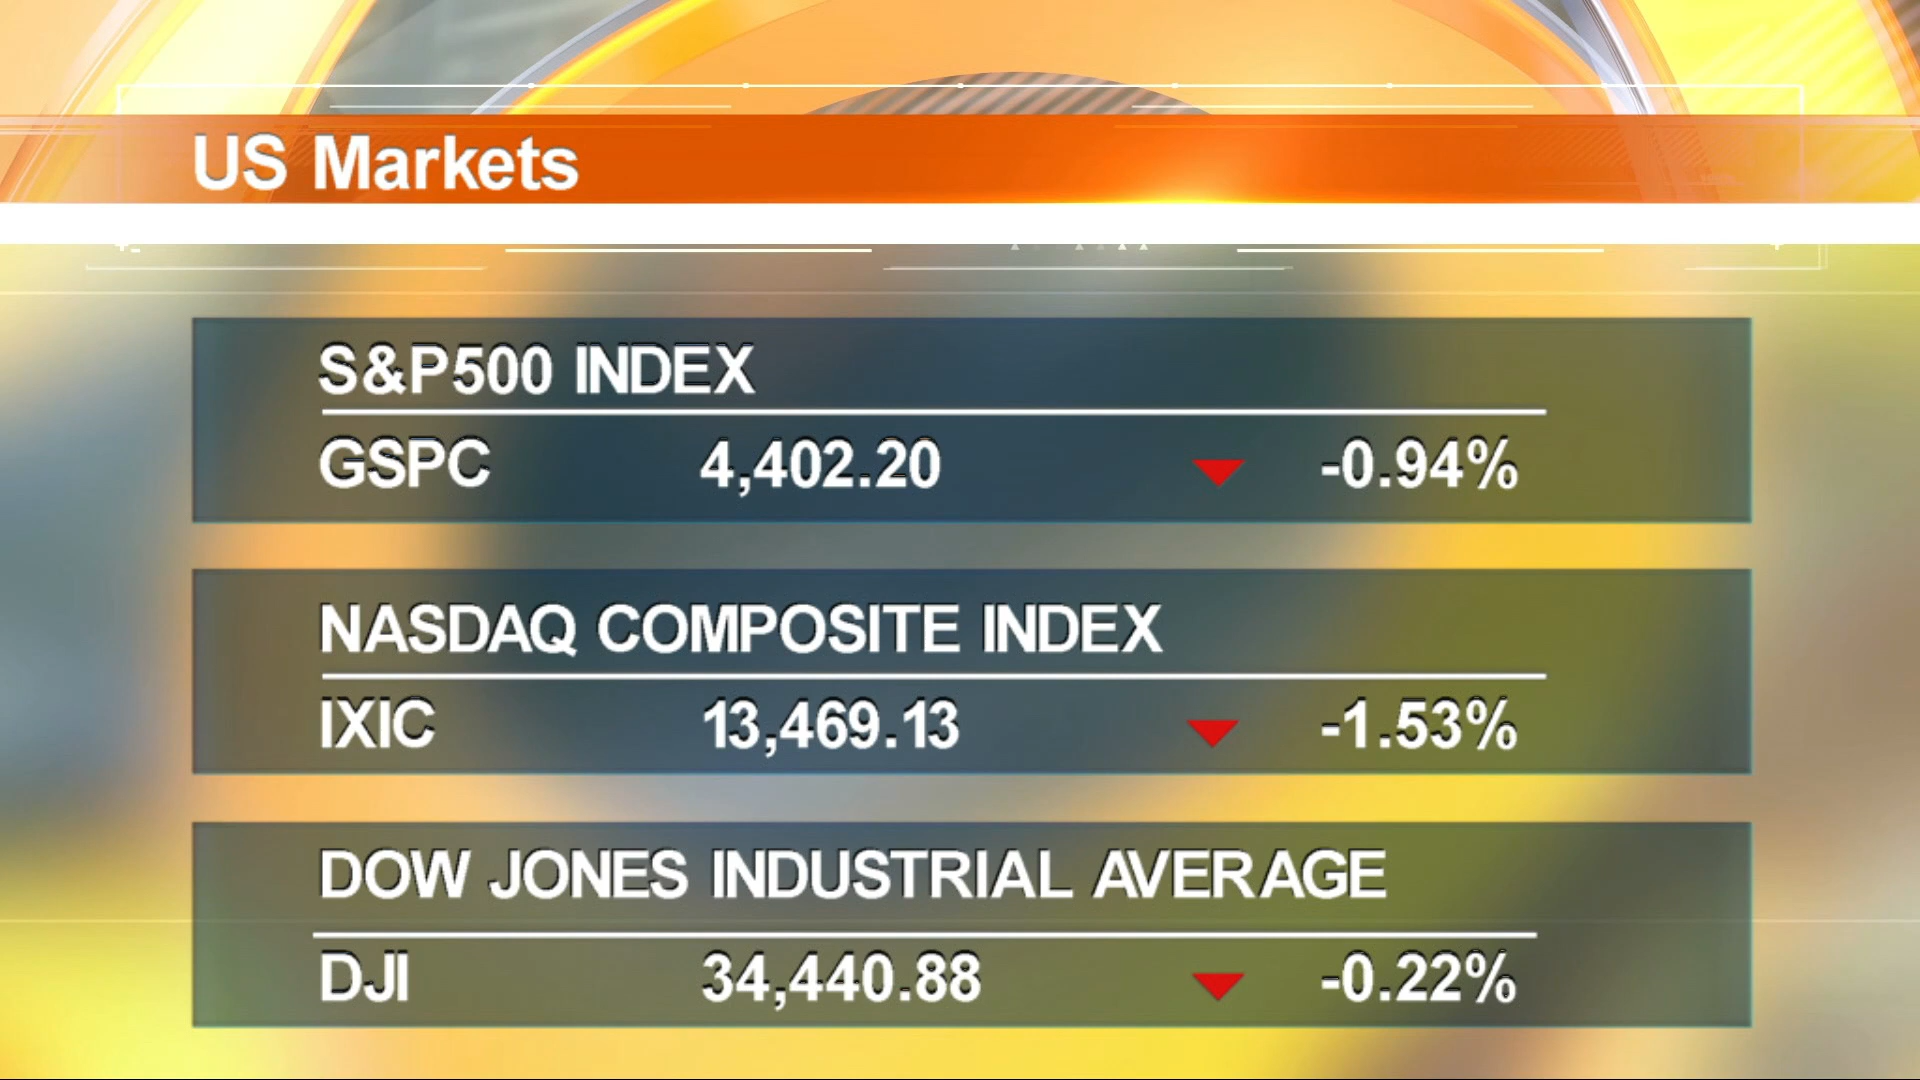 US Markets
S&P500 INDEX
GSPC 4,402.20 -0.94%
NASDAQ COMPOSITE INDEX
IXIC 13,469.13 -1.53%
DOW JONES INDUSTRIAL AVERAGE
DJI 34,440.88 -0.22%